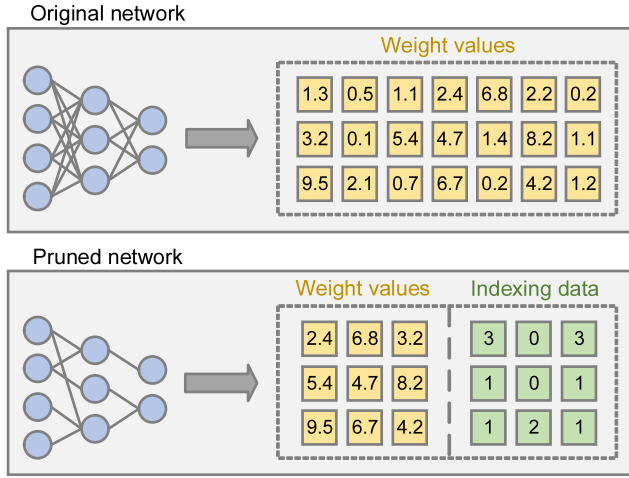 Original network
Weight values
1.3 0.5 1.1 2.4 6.8 2.2 0.2
3.2 0.1 5.4 4.7 1.4 8.2 1.1
9.5 2.1 0.7 6.7 0.2 4.2 1.2
Pruned network
Weight values Indexing data
2.4 6.8 3.2 3 0 3
5.4 4.7 8.2 1 0 1
9.5 6.7 4.2 1 2 1